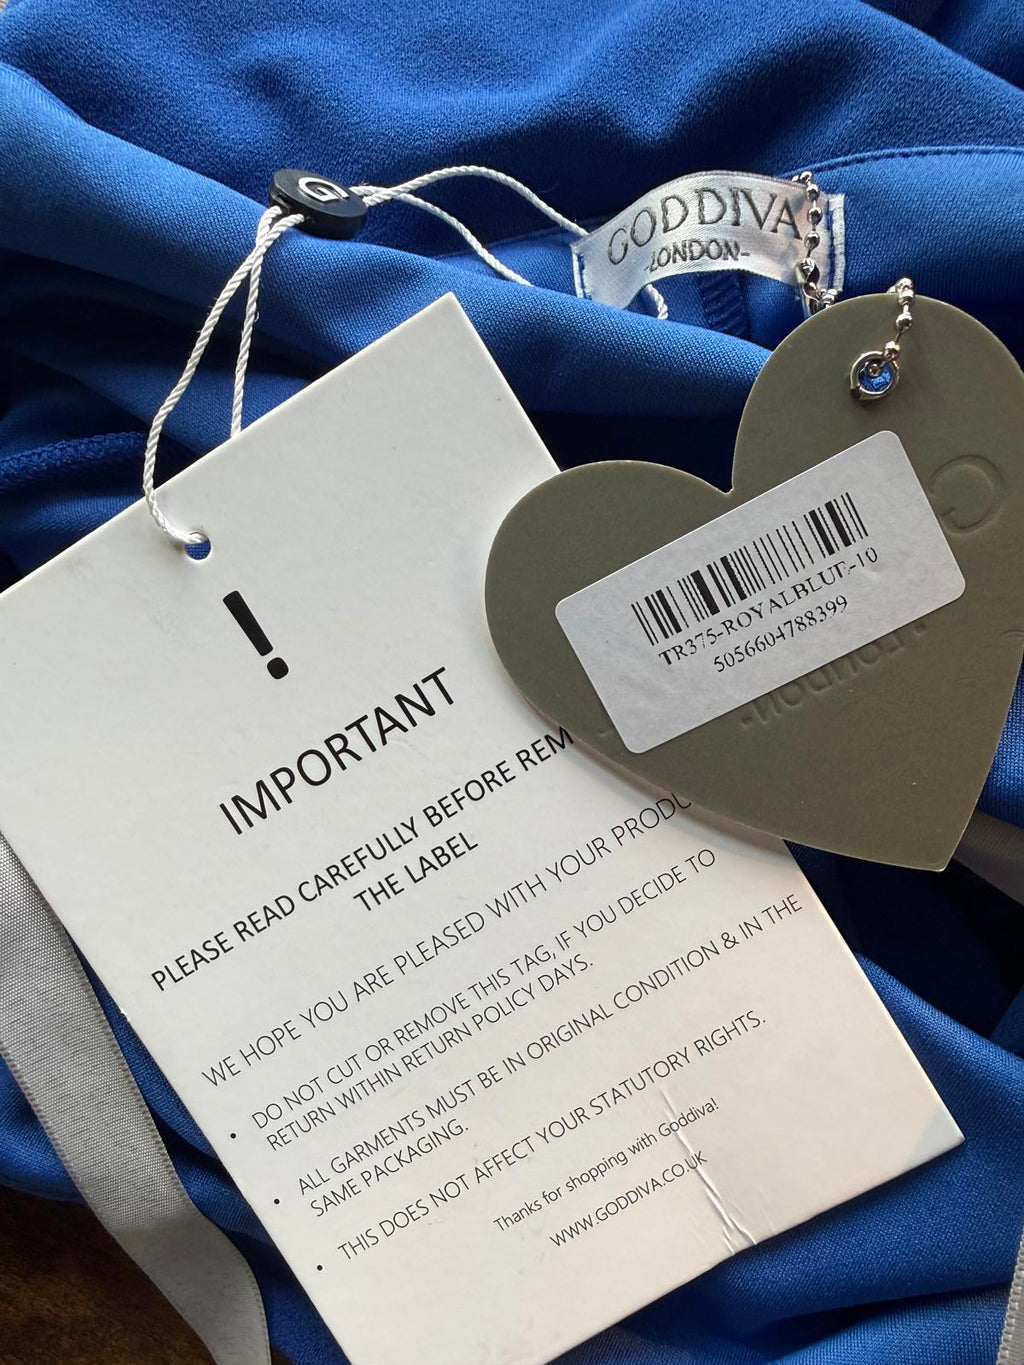 G
GODDIVA
-LONDON-
TR375-ROYALBLUE-10
5056604788399
!
IMPORTANT
PLEASE READ CAREFULLY BEFORE REM
THE LABEL
WE HOPE YOU ARE PLEASED WITH YOUR PRODU
• DO NOT CUT OR REMOVE THIS TAG, IF YOU DECIDE TO
RETURN WITHIN RETURN POLICY DAYS.
• ALL GARMENTS MUST BE IN ORIGINAL CONDITION & IN THE
SAME PACKAGING.
• THIS DOES NOT AFFECT YOUR STATUTORY RIGHTS.
Thanks for shopping with Goddiva!
WWW.GODDIVA.CO.UK